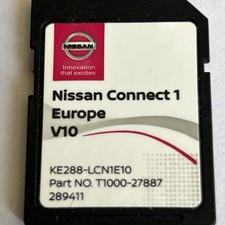 NISSAN
Innovation
that excites
Nissan Connect 1
Europe
V10
KE288-LCN1E10
Part NO. T1000-27887
289411